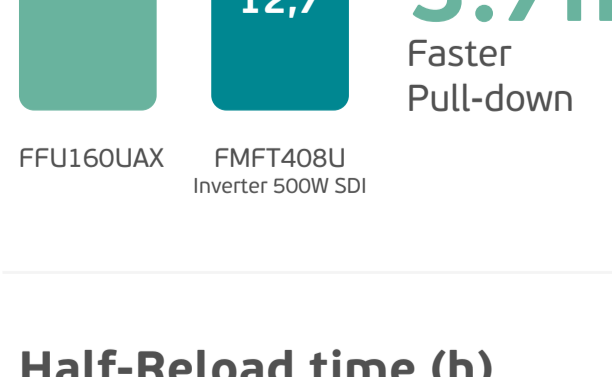 12,7
Faster
Pull-down
FFU160UAX
FMFT408U
Inverter 500W SDI
Half-Reload time (h)